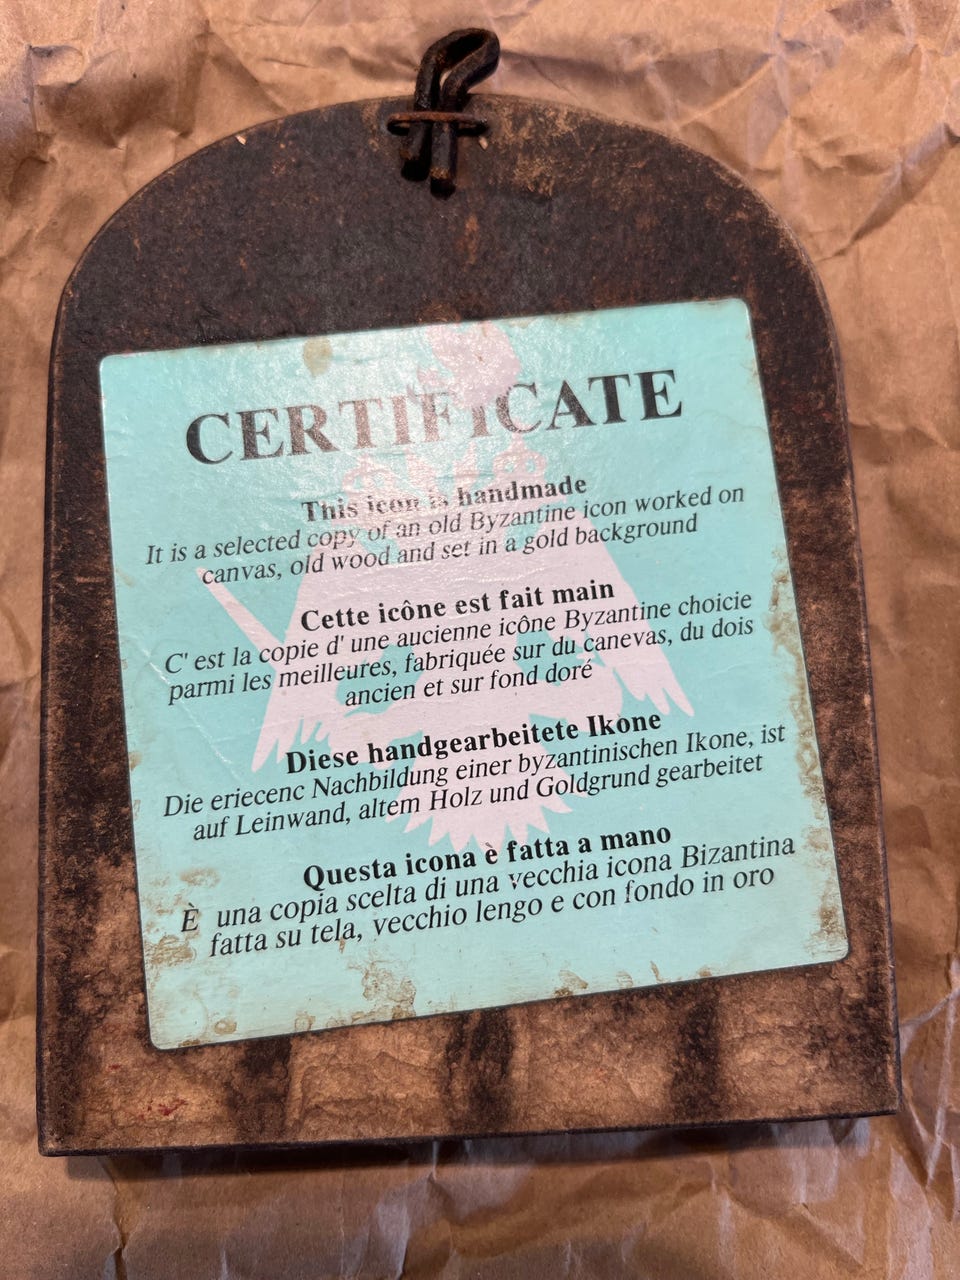 CERTIFICATE
This icon is handmade
It is a selected copy of an old Byzantine icon worked on
canvas, old wood and set in a gold background
Cette icône est fait main
C' est la copie d' une aucienne icône Byzantine choicie
parmi les meilleures, fabriquée sur du canevas, du dois
ancien et sur fond doré
Diese handgearbeitete Ikone
Die eriecenc Nachbildung einer byzantinischen Ikone, ist
auf Leinwand, altem Holz und Goldgrund gearbeitet
Questa icona è fatta a mano
È una copia scelta di una vecchia icona Bizantina
fatta su tela, vecchio lengo e con fondo in oro